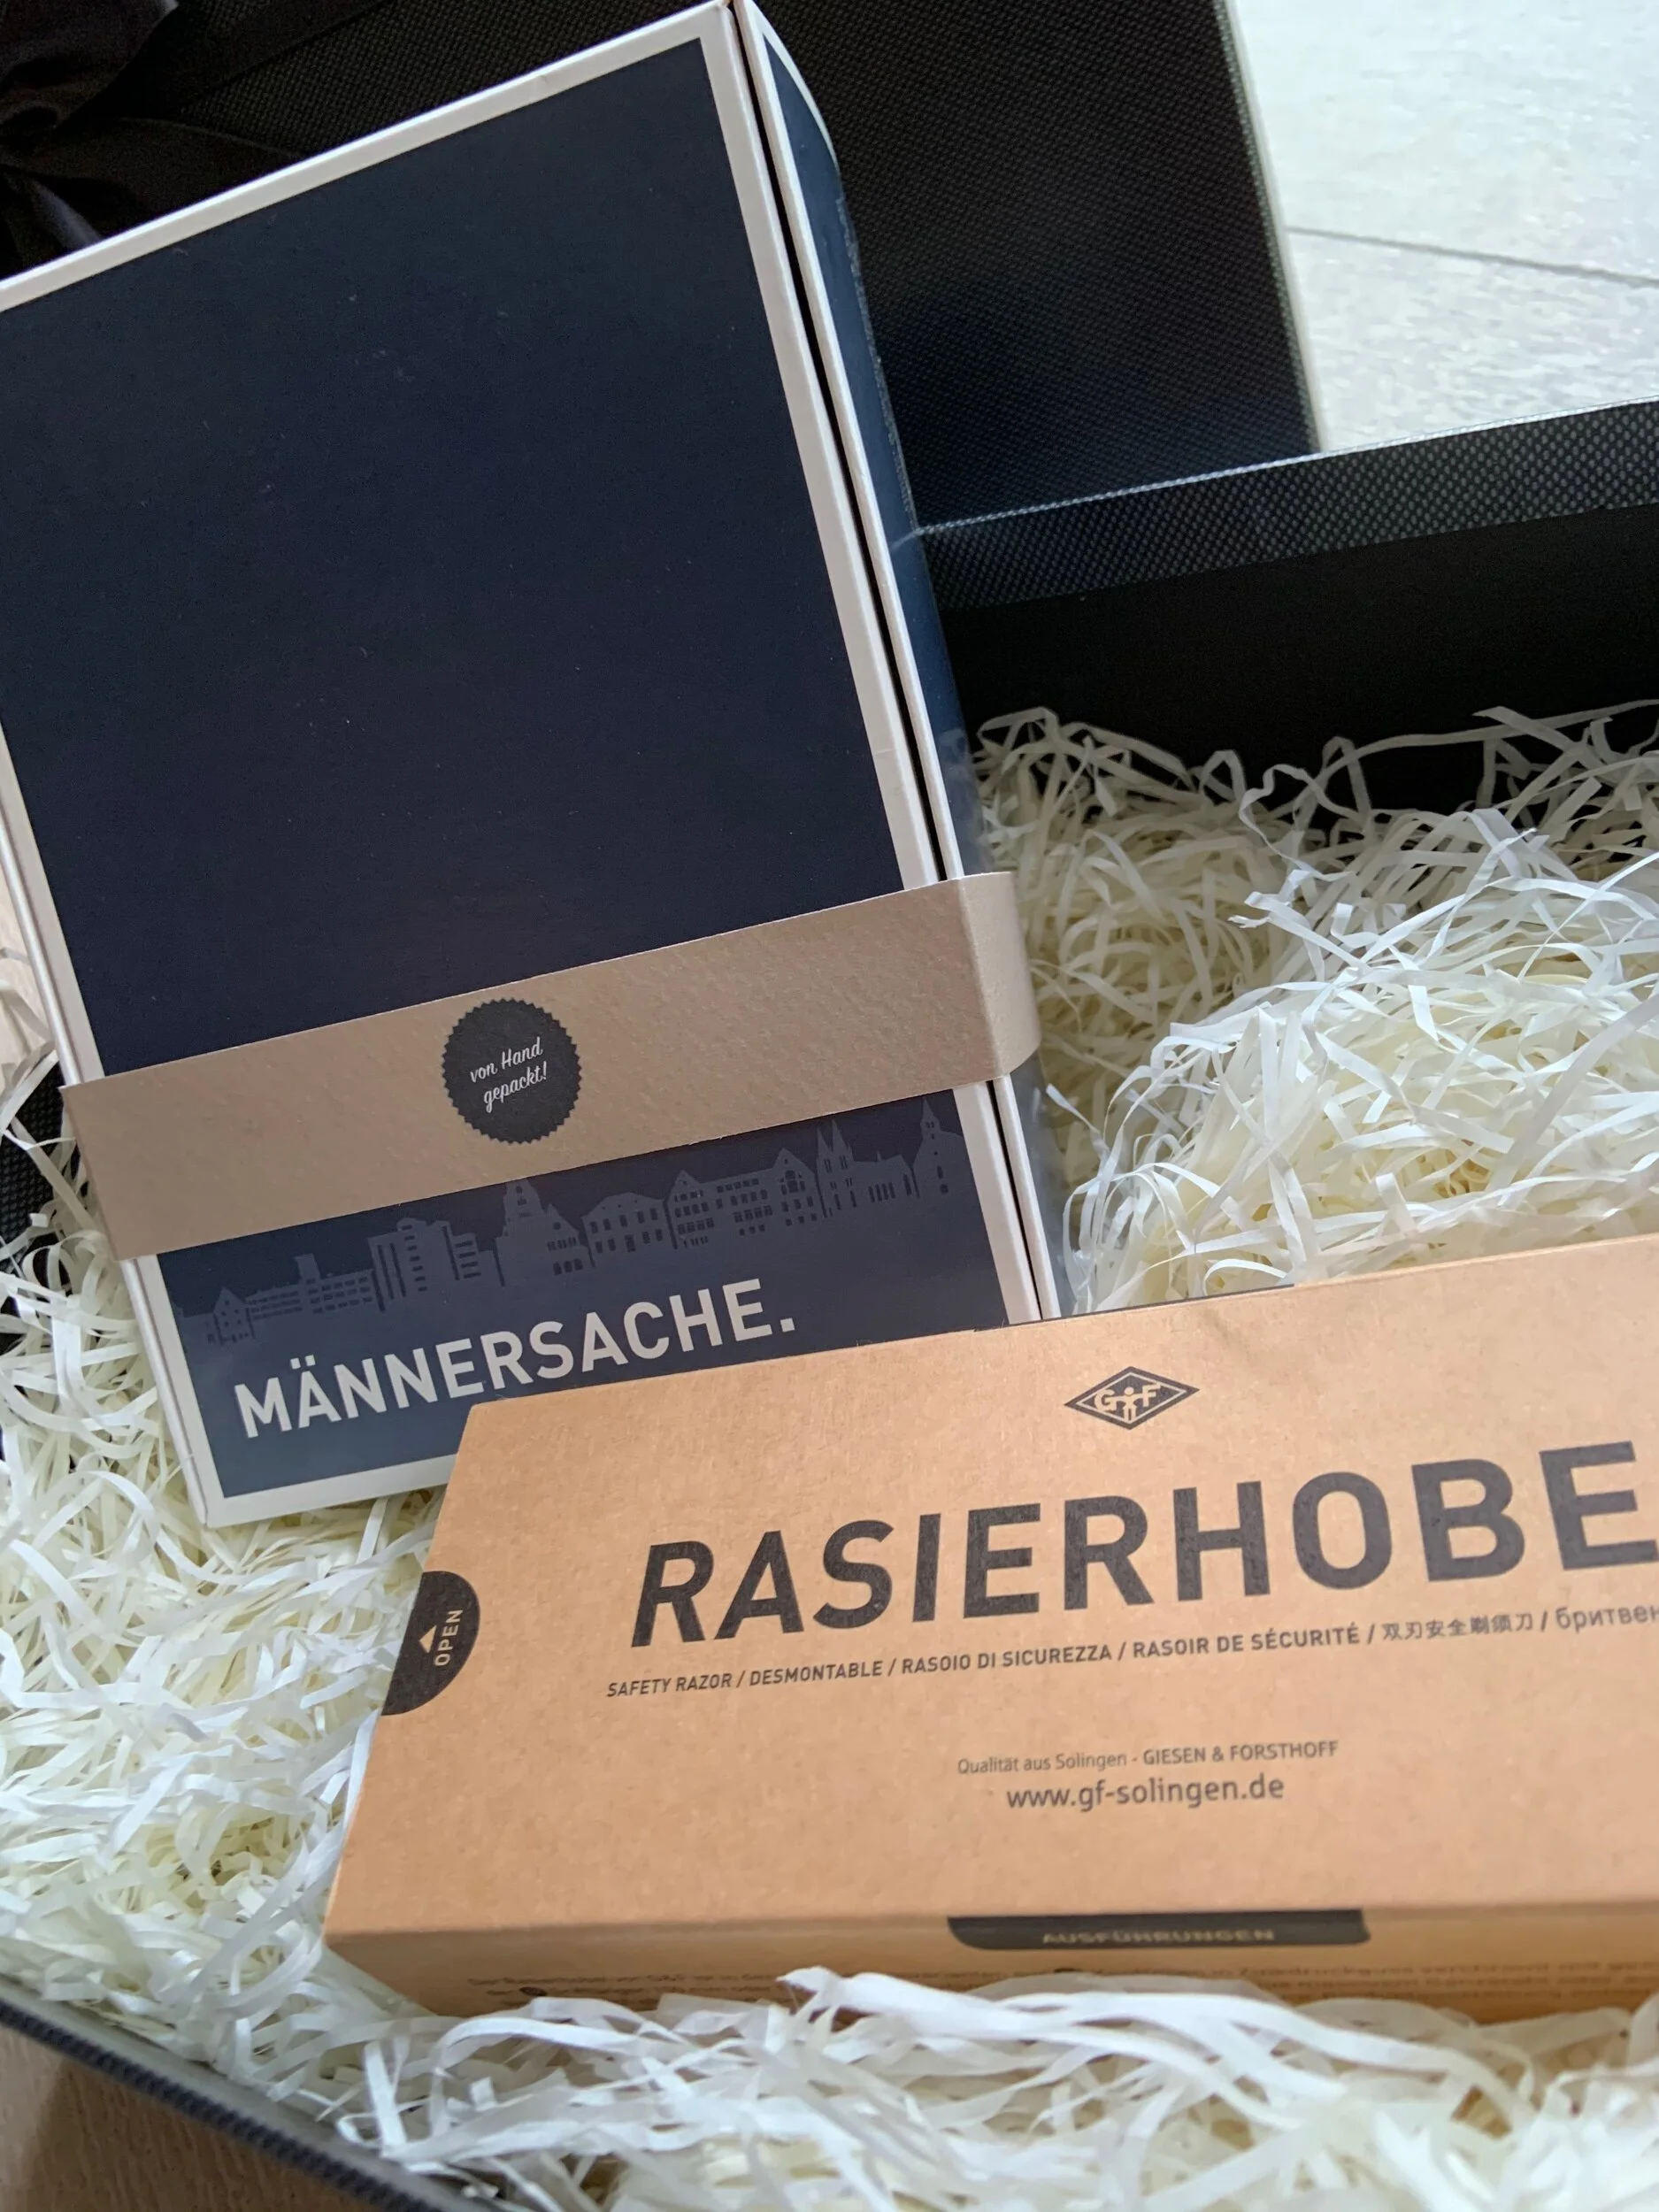 von Hand
gepackt!
MÄNNERSACHE.
G F
RASIERHOBE
OPEN
SAFETY RAZOR / DESMONTABLE / RASOIO DI SICUREZZA / RASOIR DE SÉCURITÉ / 双刃安全剃须刀 / бритвен
Qualität aus Solingen - GIESEN & FORSTHOFF
www.gf-solingen.de
AUSFÜHRUNGEN